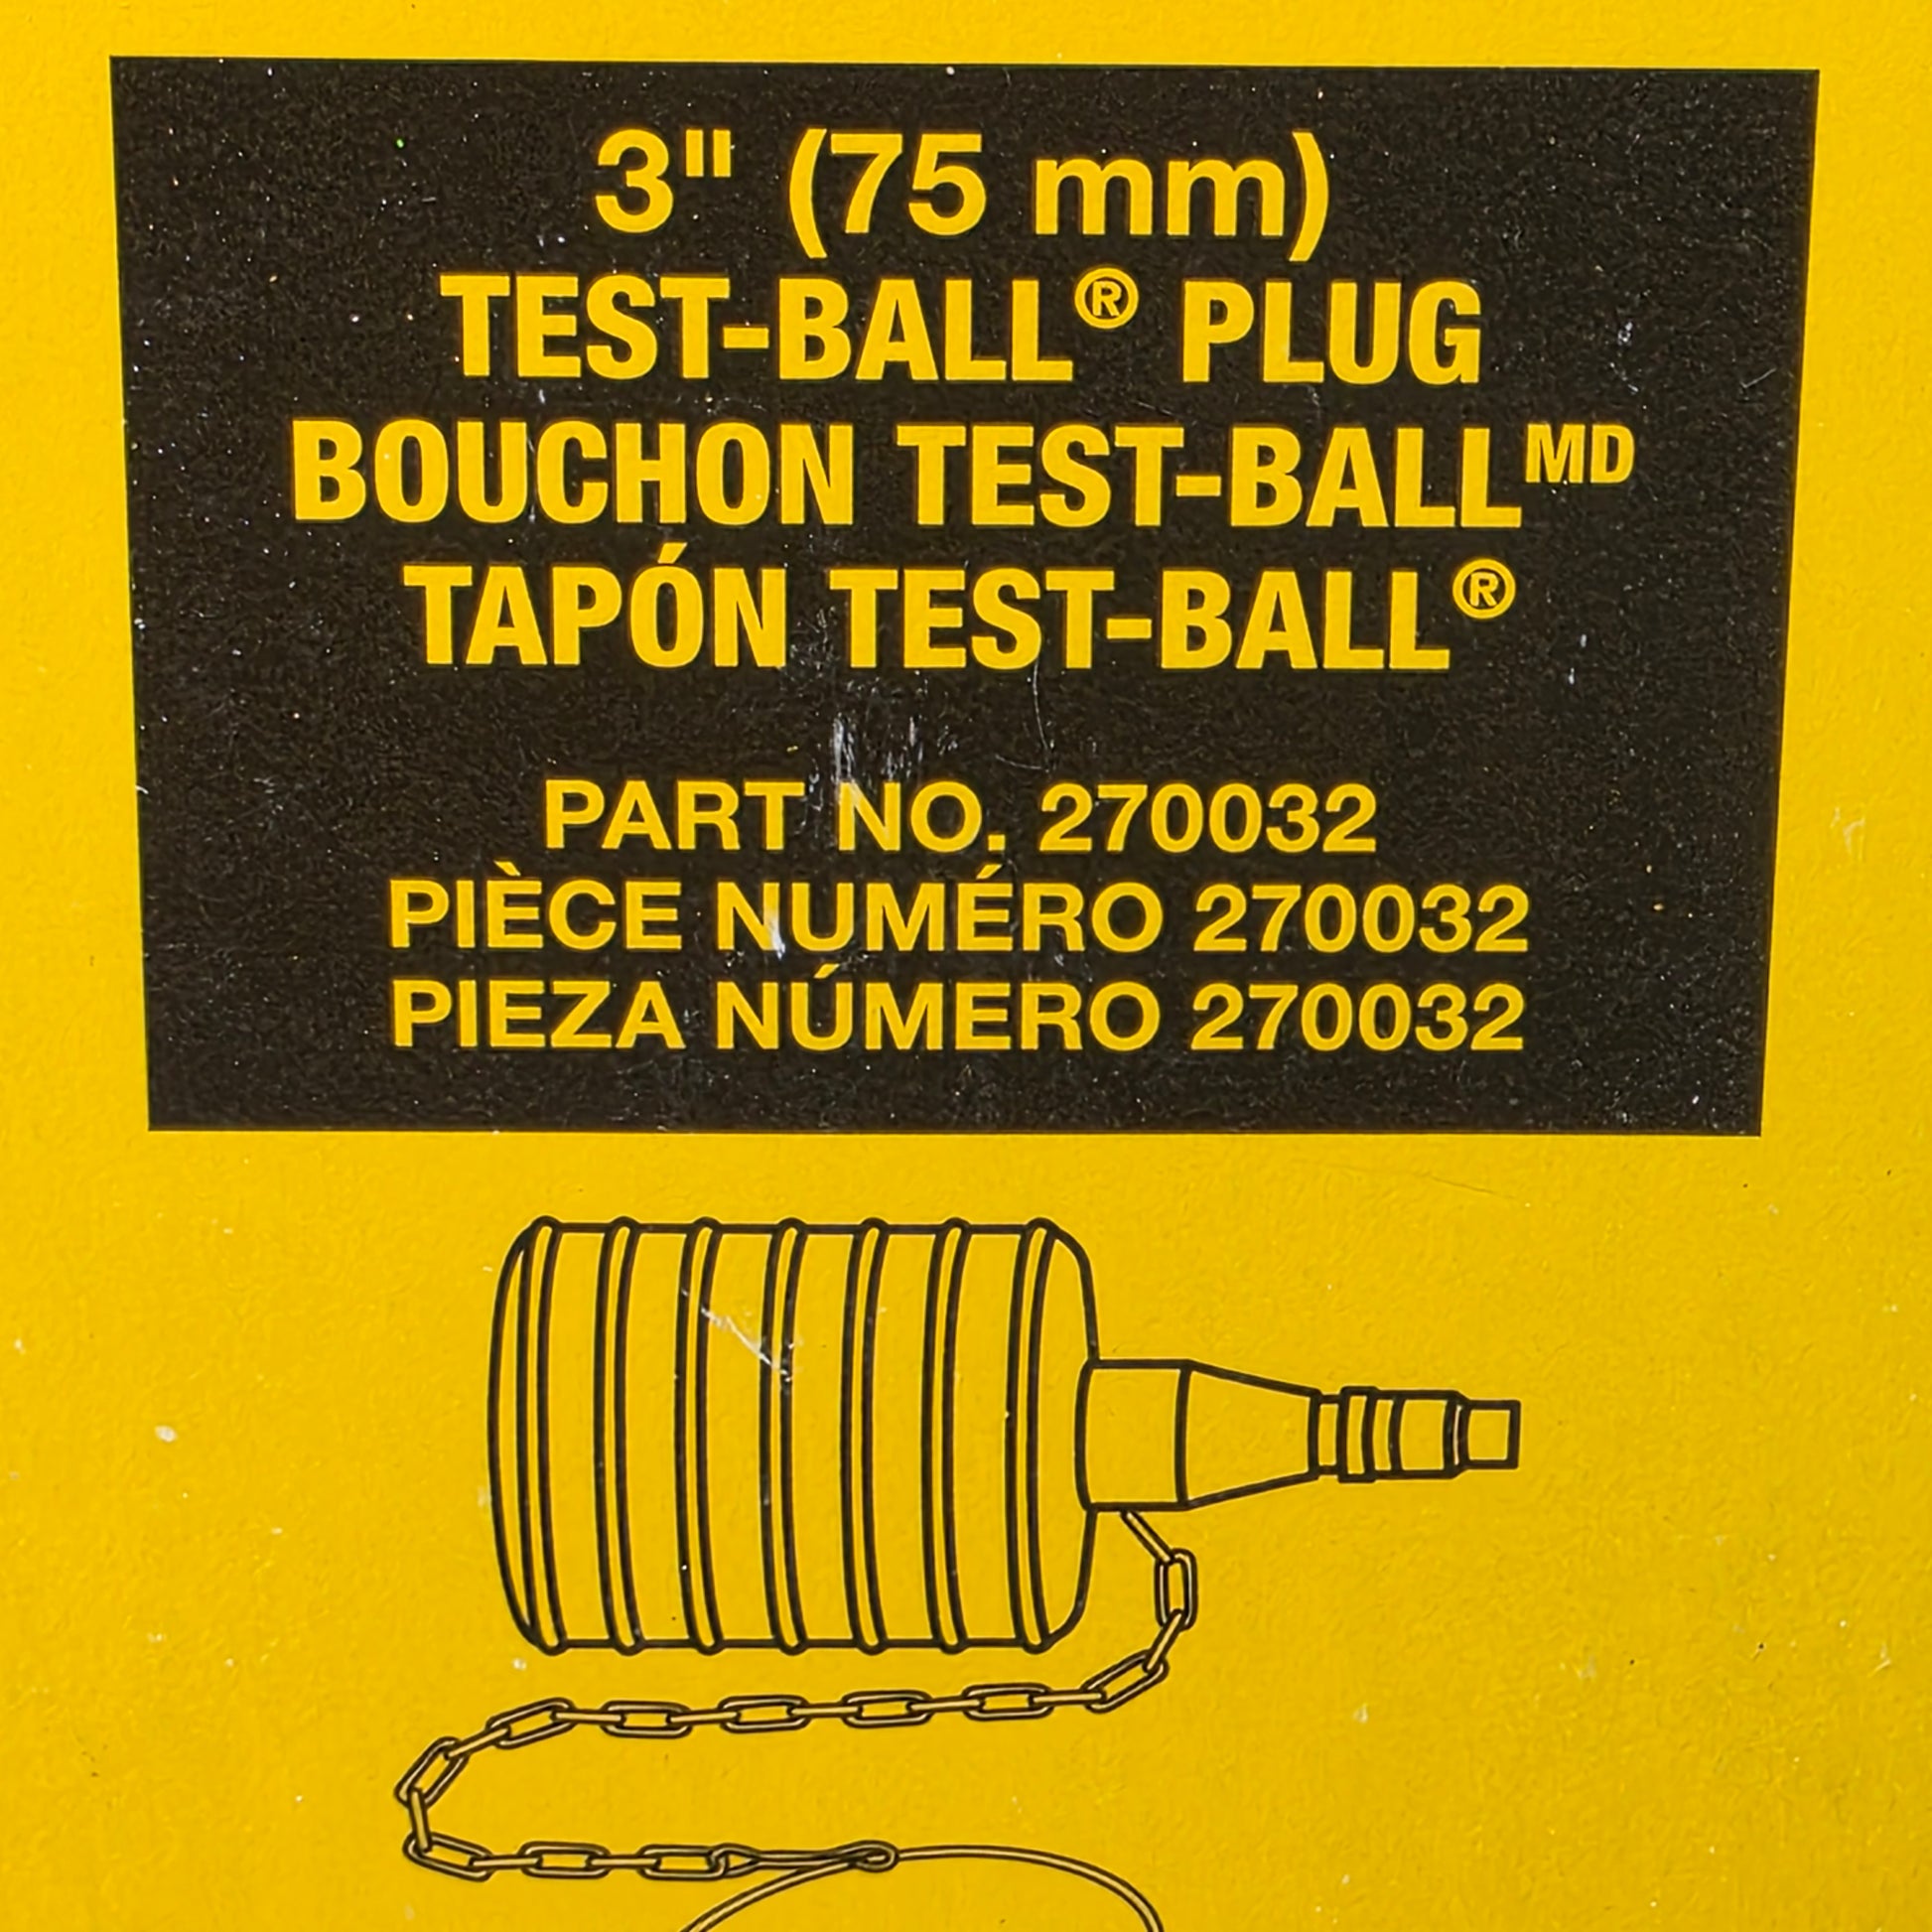 3" (75 mm)
TEST-BALL® PLUG
BOUCHON TEST-BALLMD
TAPÓN TEST-BALL®
PART NO. 270032
PIÈCE NUMÉRO 270032
PIEZA NÚMERO 270032